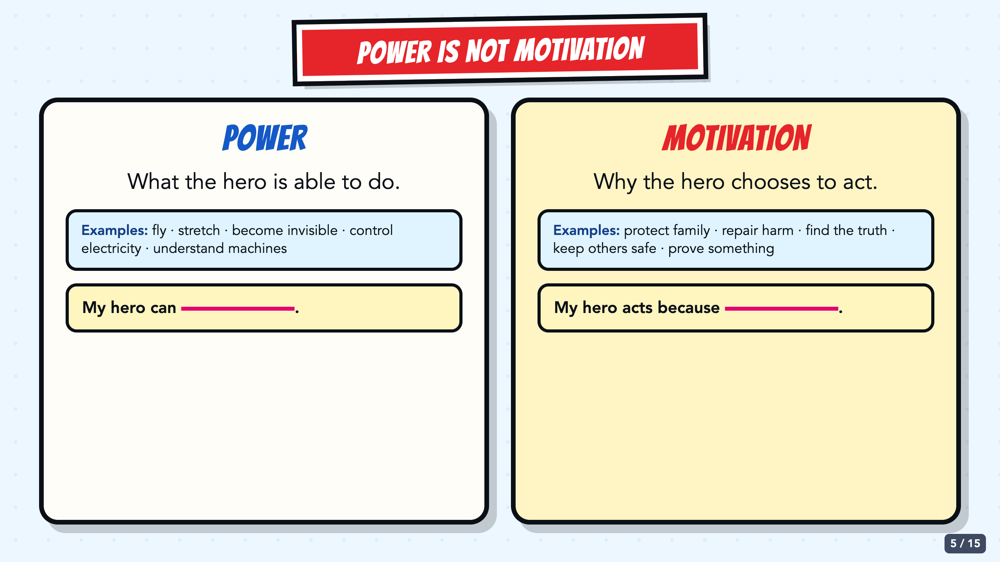 POWER IS NOT MOTIVATION
POWER
What the hero is able to do.
Examples: fly · stretch · become invisible · control
electricity · understand machines
My hero can ________.
MOTIVATION
Why the hero chooses to act.
Examples: protect family · repair harm · find the truth ·
keep others safe · prove something
My hero acts because ________.
5 / 15